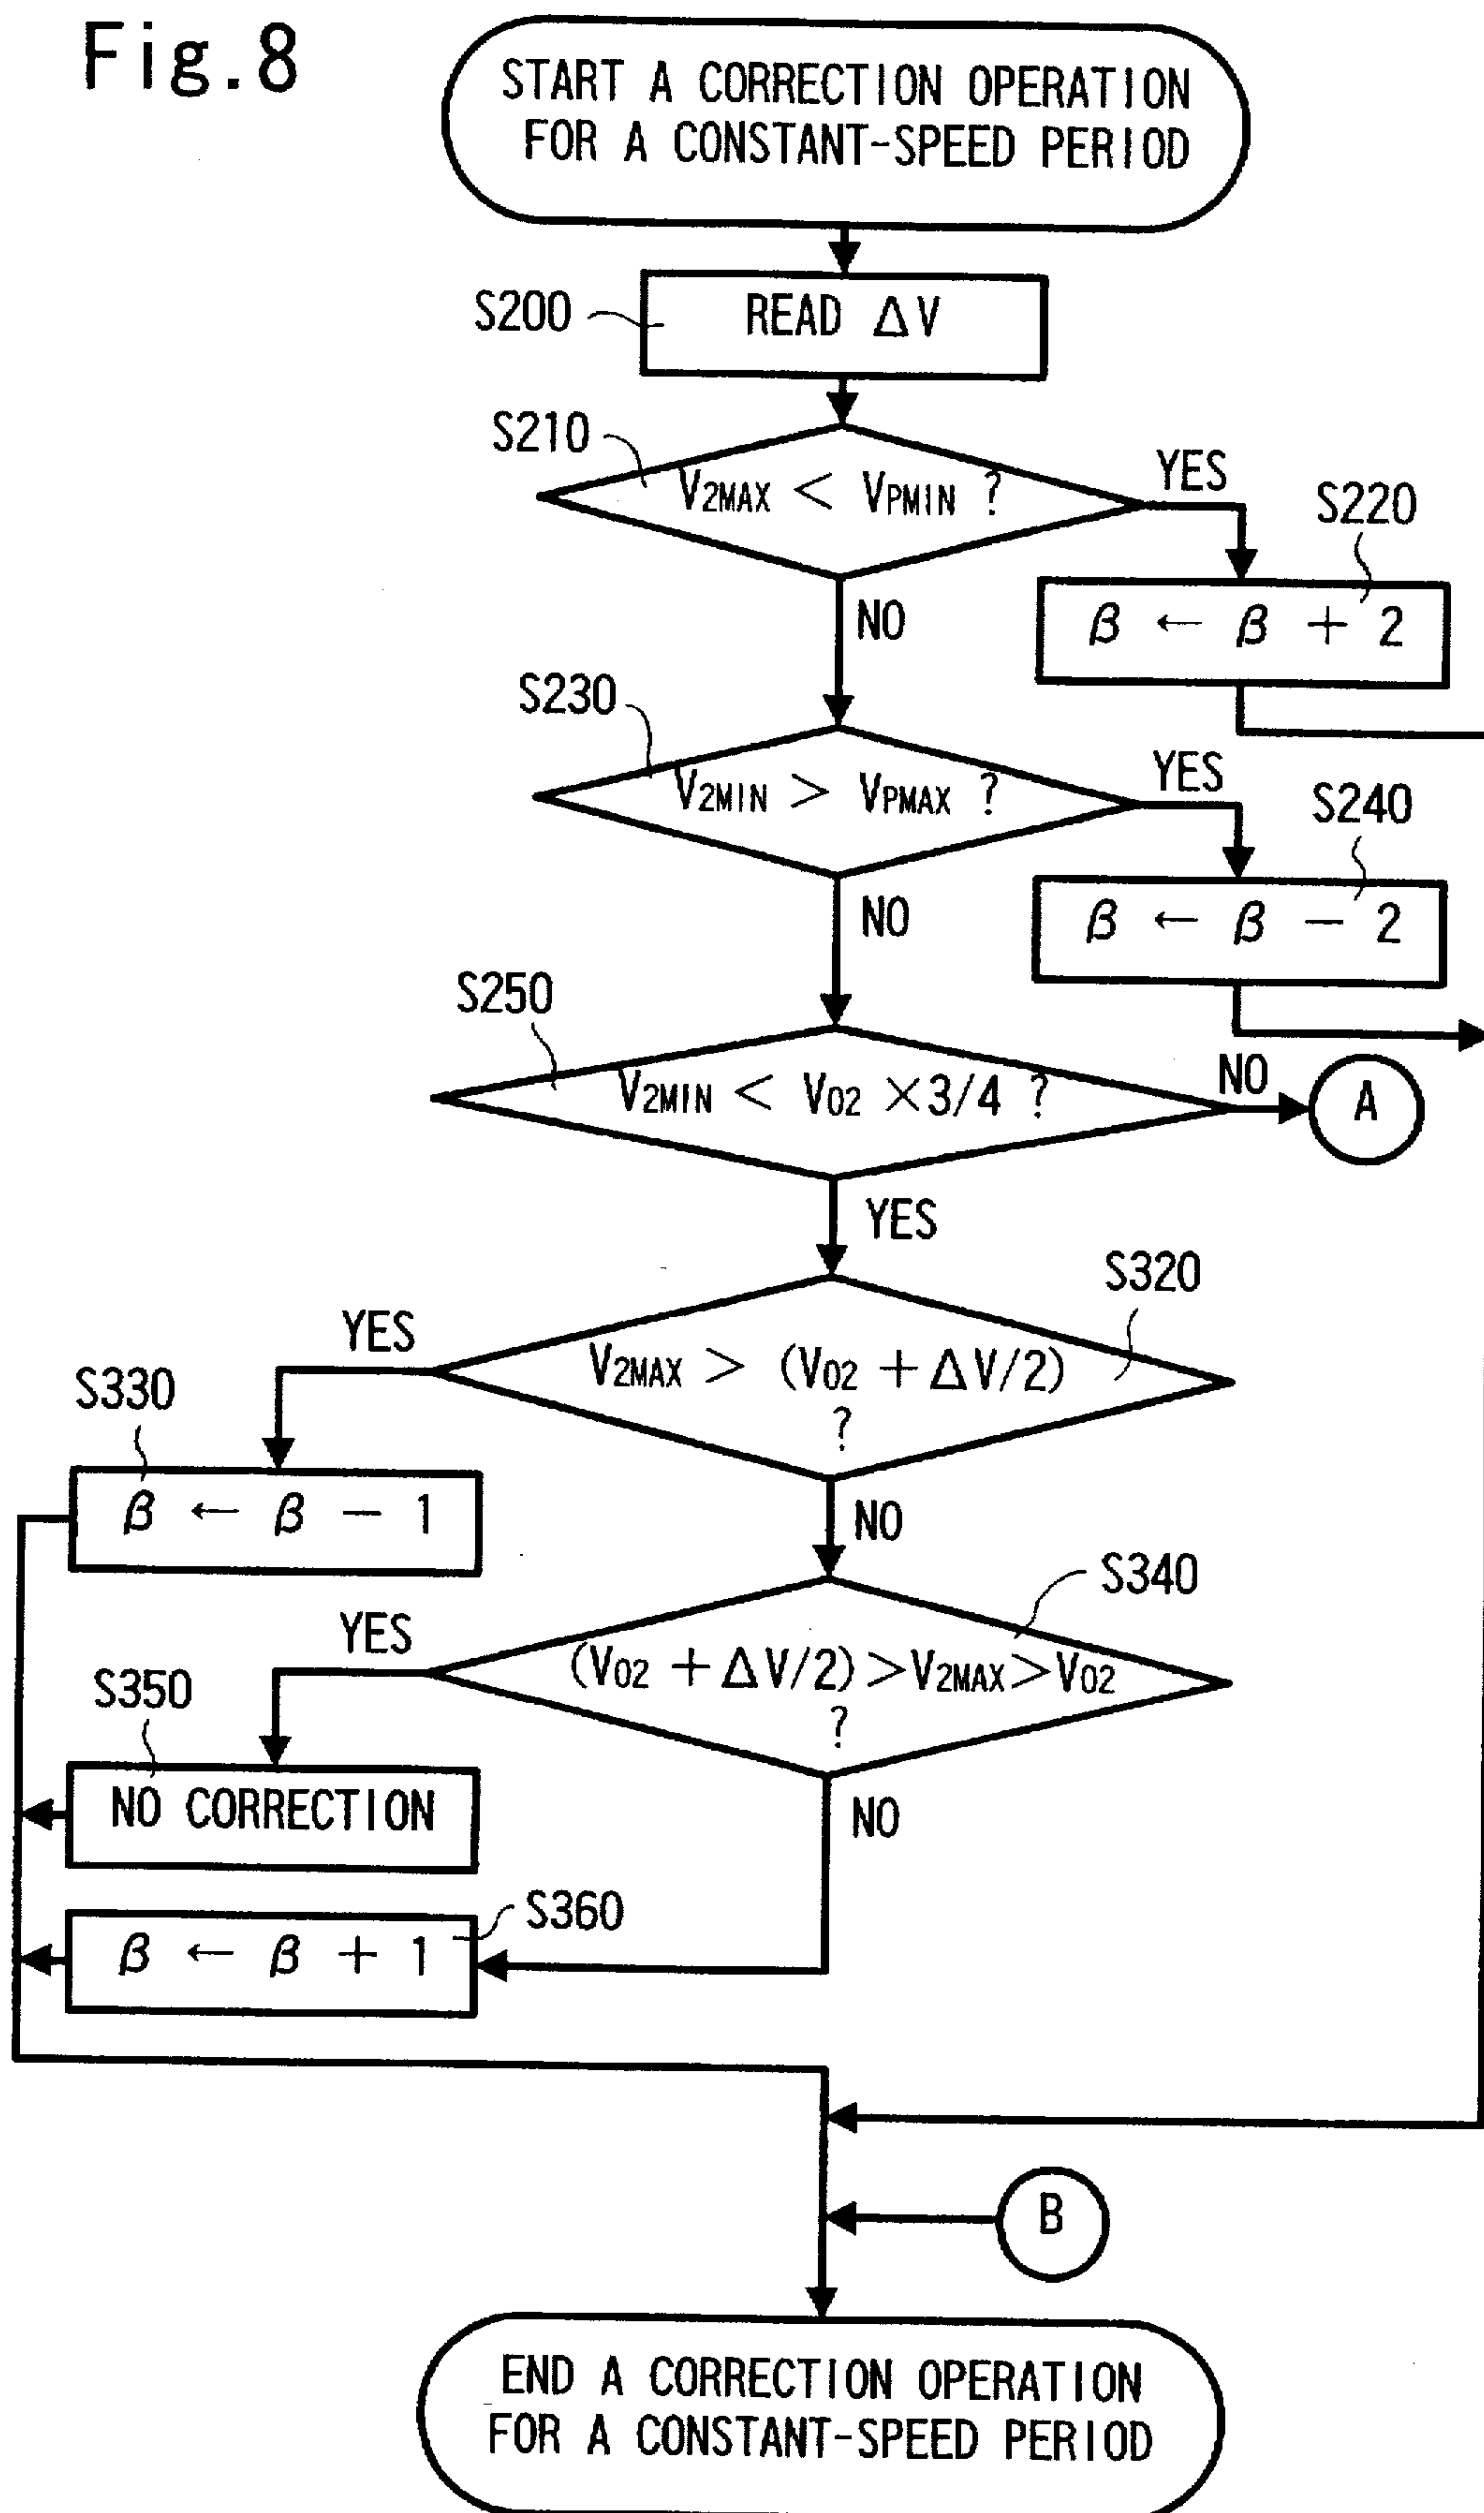 Fig.8
START A CORRECTION OPERATION
FOR A CONSTANT-SPEED PERIOD
S200
READ ΔV
S210
V2MAX < VPMIN ?
YES
S220
β ← β + 2
NO
S230
V2MIN > VPMAX ?
YES
S240
β ← β − 2
NO
S250
V2MIN < V02 ×3/4 ?
NO
A
YES
S320
V2MAX > (V02 + ΔV/2)
?
YES
S330
β ← β − 1
NO
S340
(V02 + ΔV/2) > V2MAX > V02
?
YES
S350
NO CORRECTION
NO
S360
β ← β + 1
B
END A CORRECTION OPERATION
FOR A CONSTANT-SPEED PERIOD